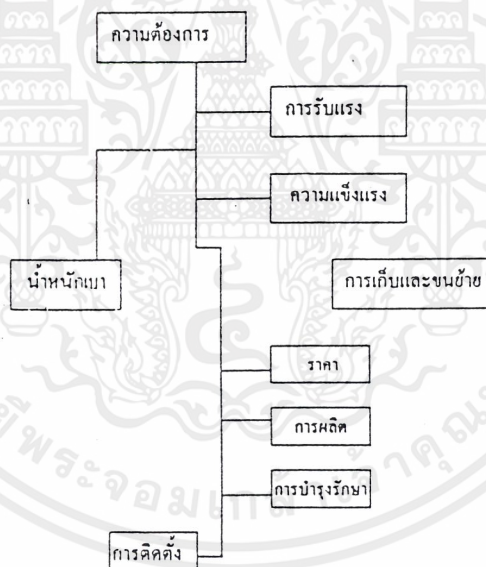 ความต้องการ
การรับแรง
ความแข็งแรง
น้ำหนักเบา
การเก็บและขนย้าย
ราคา
การผลิต
การบำรุงรักษา
การติดตั้ง